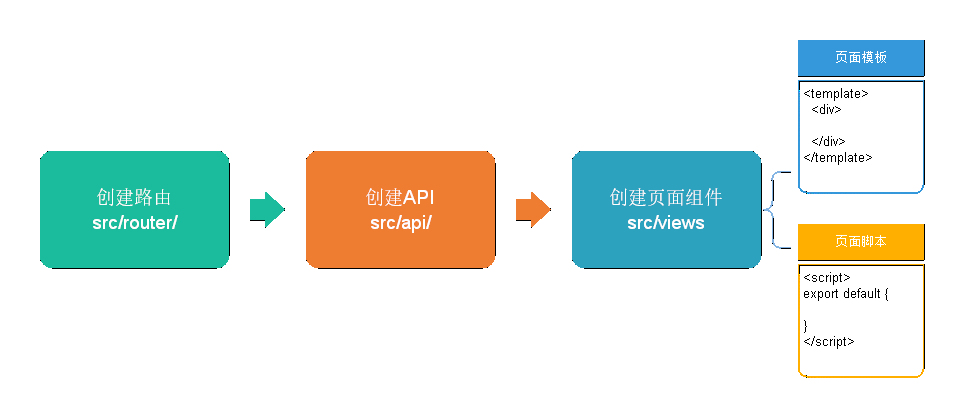 创建路由
src/router/
创建API
src/api/
创建页面组件
src/views
页面模板
<template>
<div>
</div>
</template>
页面脚本
<script>
export default {
}
</script>